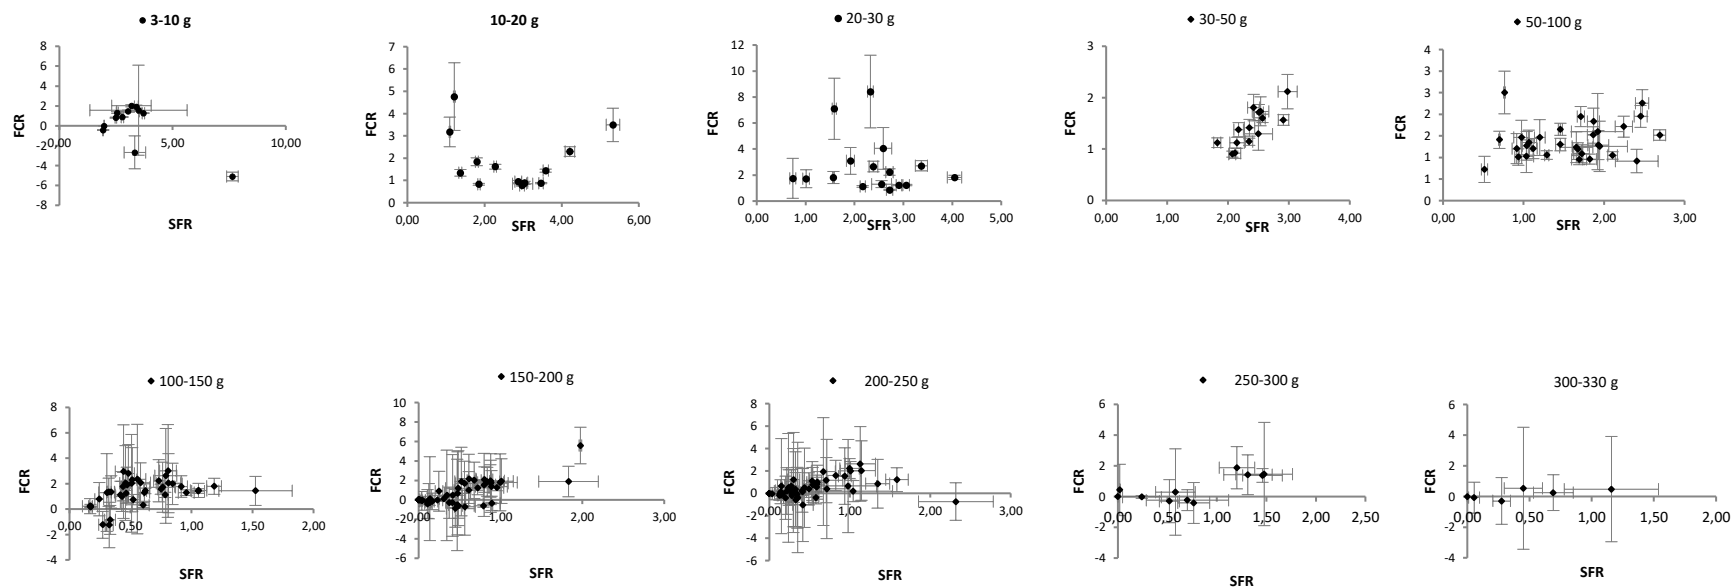 3-10 g
FCR
8
6
4
2
0
-2
-4
-6
-8
0,00 5,00 10,00
SFR
10-20 g
FCR
7
6
5
4
3
2
1
0
0,00 2,00 4,00 6,00
SFR
20-30 g
FCR
12
10
8
6
4
2
0
0,00 1,00 2,00 3,00 4,00 5,00
SFR
30-50 g
FCR
3
2
1
0
0,00 1,00 2,00 3,00 4,00
SFR
50-100 g
FCR
4
3
3
2
2
1
1
0
0,00 1,00 2,00 3,00
SFR
100-150 g
FCR
8
6
4
2
0
-2
-4
0,00 0,50 1,00 1,50 2,00
SFR
150-200 g
FCR
10
8
6
4
2
0
-2
-4
-6
0,00 1,00 2,00 3,00
SFR
200-250 g
FCR
8
6
4
2
0
-2
-4
-6
0,00 1,00 2,00 3,00
SFR
250-300 g
FCR
6
4
2
0
-2
-4
0,00 0,50 1,00 1,50 2,00 2,50
SFR
300-330 g
FCR
6
4
2
0
-2
-4
0,00 0,50 1,00 1,50 2,00
SFR